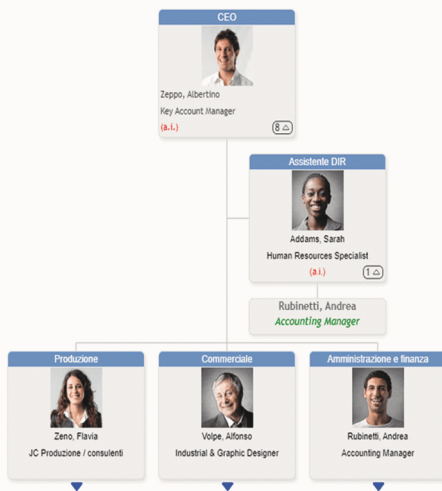 CEO
Zeppo, Albertino
Key Account Manager
(a.i.)
8
Assistente DIR
Addams, Sarah
Human Resources Specialist
(a.i.)
1
Rubinetti, Andrea
Accounting Manager
Produzione
Zeno, Flavia
JC Produzione / consulenti
Commerciale
Volpe, Alfonso
Industrial & Graphic Designer
Amministrazione e finanza
Rubinetti, Andrea
Accounting Manager